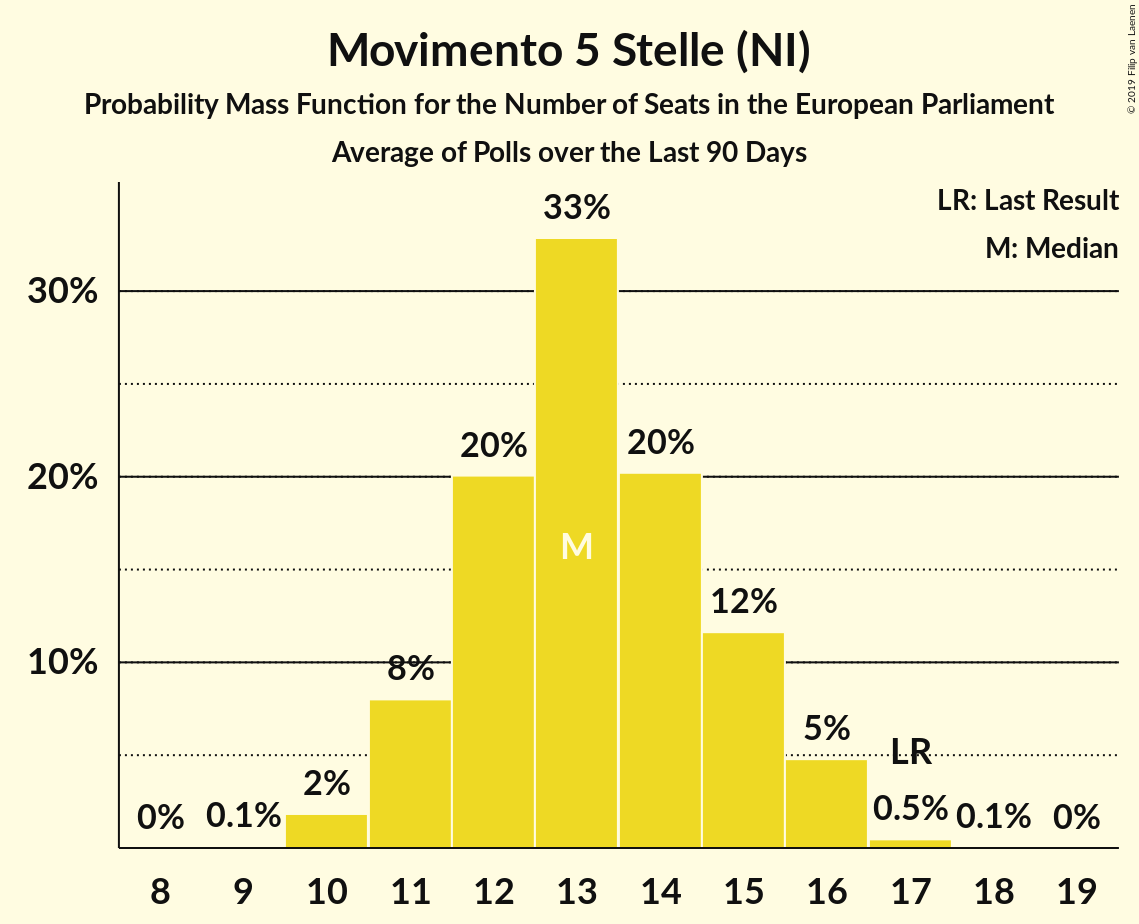 Movimento 5 Stelle (NI)
Probability Mass Function for the Number of Seats in the European Parliament
Average of Polls over the Last 90 Days
© 2019 Filip van Laenen
LR: Last Result
M: Median
33%
30%
20%
20%
20%
M
12%
10%
8%
5%
LR
2%
0%
0.1%
0.5%
0.1%
0%
8 9 10 11 12 13 14 15 16 17 18 19